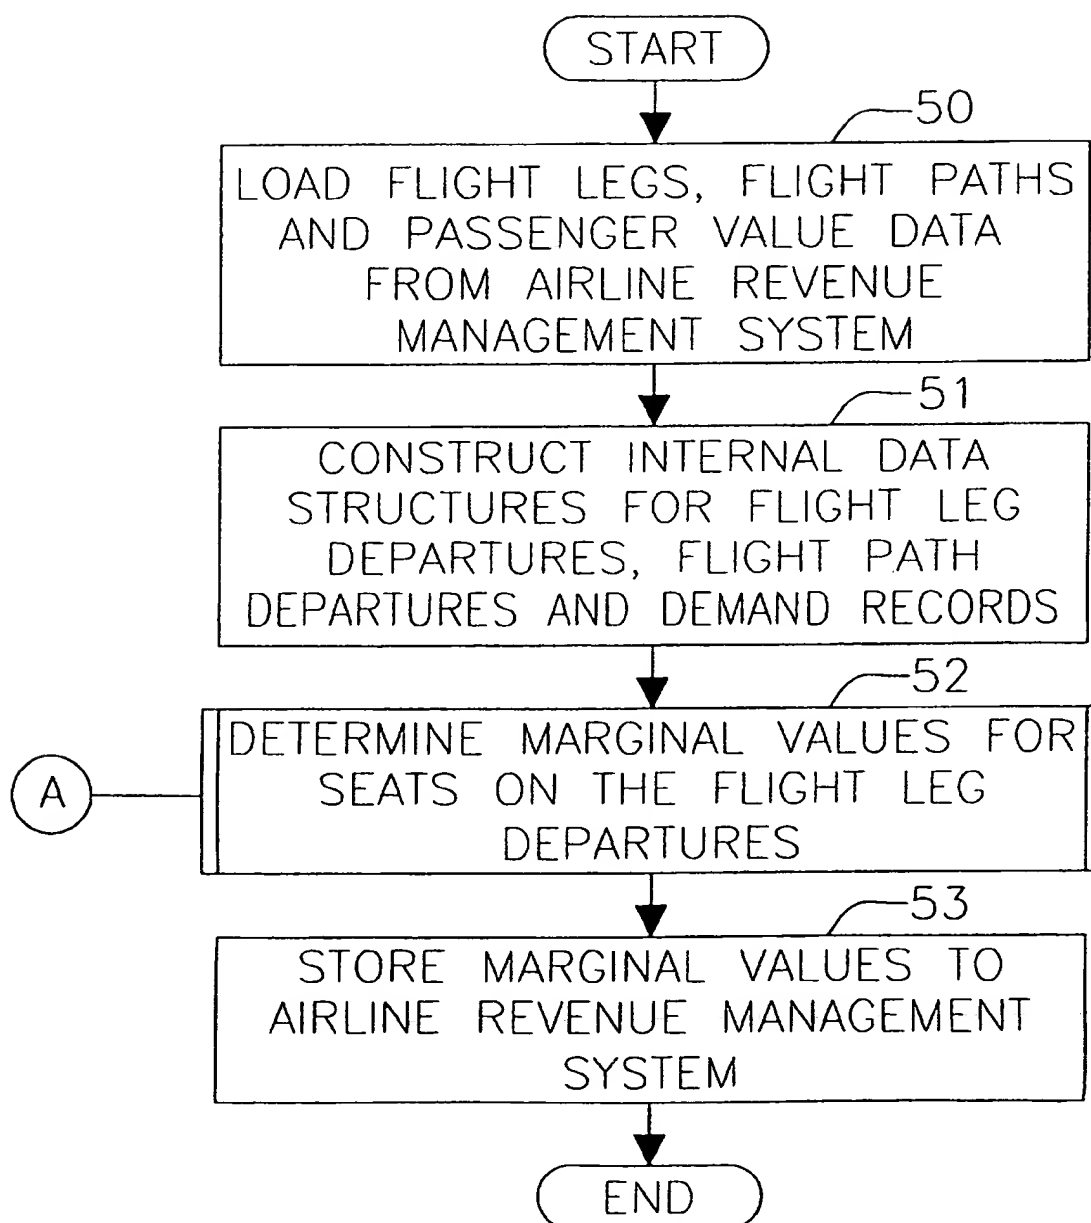 START
50
LOAD FLIGHT LEGS, FLIGHT PATHS
AND PASSENGER VALUE DATA
FROM AIRLINE REVENUE
MANAGEMENT SYSTEM
51
CONSTRUCT INTERNAL DATA
STRUCTURES FOR FLIGHT LEG
DEPARTURES, FLIGHT PATH
DEPARTURES AND DEMAND RECORDS
52
A
DETERMINE MARGINAL VALUES FOR
SEATS ON THE FLIGHT LEG
DEPARTURES
53
STORE MARGINAL VALUES TO
AIRLINE REVENUE MANAGEMENT
SYSTEM
END